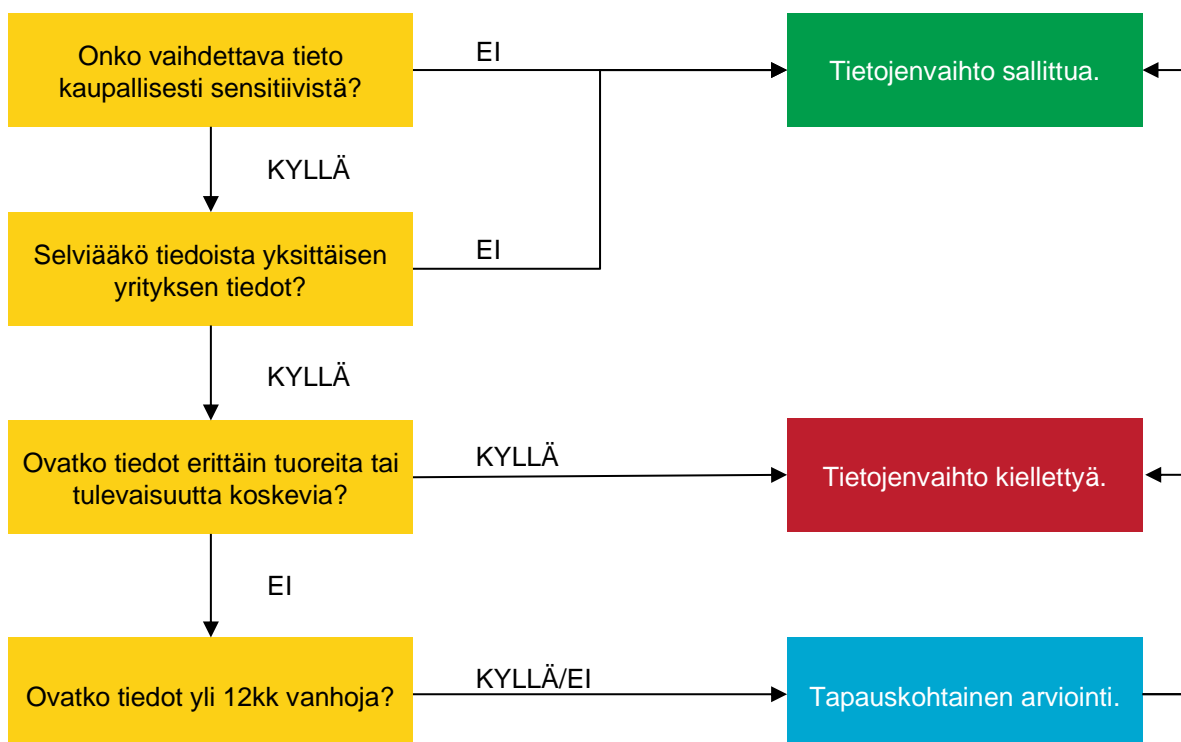 Onko vaihdettava tieto
kaupallisesti sensitiivistä?
EI
Tietojenvaihto sallittua.
KYLLÄ
Selviääkö tiedoista yksittäisen
yrityksen tiedot?
EI
KYLLÄ
Ovatko tiedot erittäin tuoreita tai
tulevaisuutta koskevia?
KYLLÄ
Tietojenvaihto kiellettyä.
EI
Ovatko tiedot yli 12kk vanhoja?
KYLLÄ/EI
Tapauskohtainen arviointi.